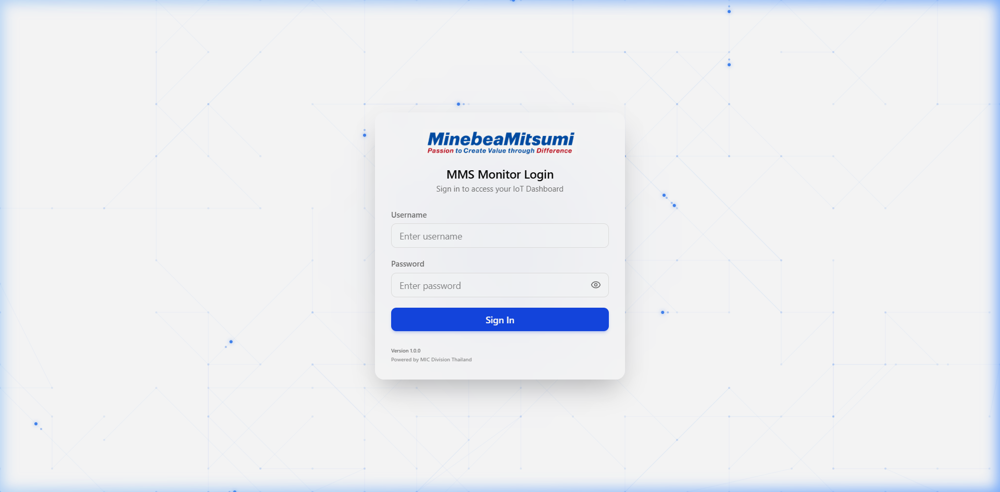 MinebeaMitsumi
Passion to Create Value through Difference
MMS Monitor Login
Sign in to access your IoT Dashboard
Username
Enter username
Password
Enter password
Sign In
Version 1.0.0
Powered by MIC Division Thailand